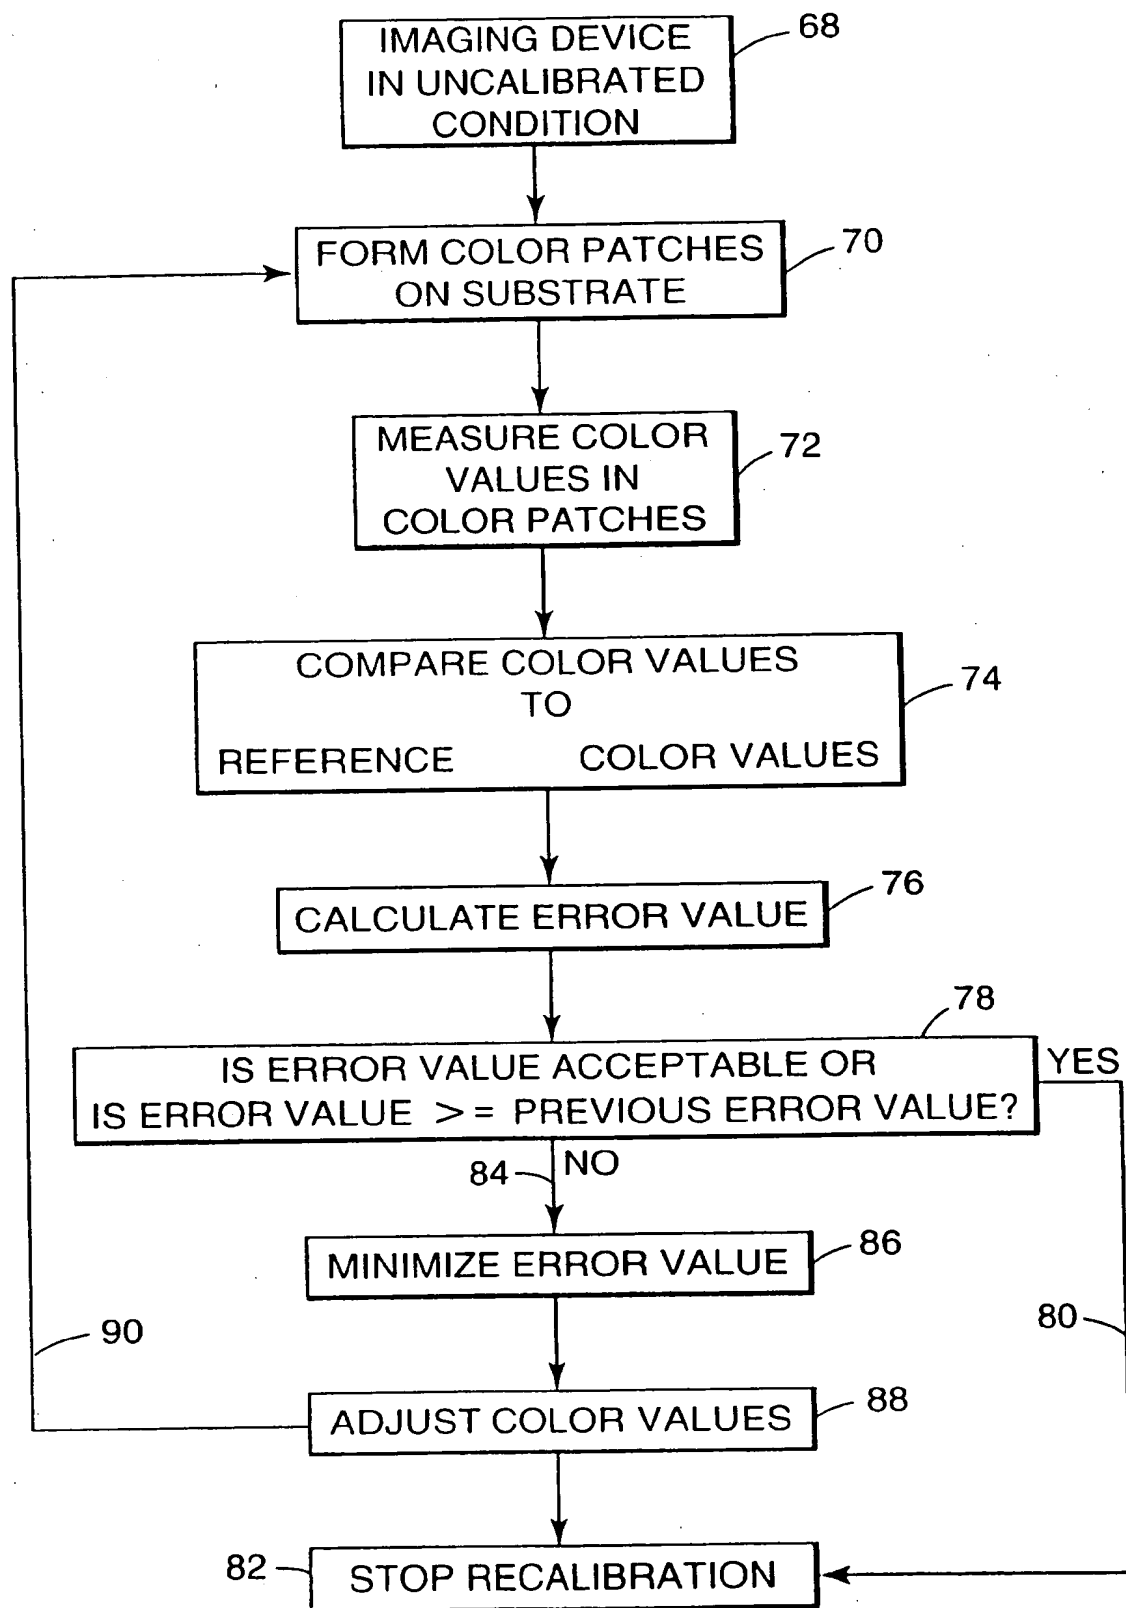 IMAGING DEVICE
IN UNCALIBRATED
CONDITION
68
FORM COLOR PATCHES
ON SUBSTRATE
70
MEASURE COLOR
VALUES IN
COLOR PATCHES
72
COMPARE COLOR VALUES
TO
REFERENCE COLOR VALUES
74
CALCULATE ERROR VALUE
76
78
IS ERROR VALUE ACCEPTABLE OR
IS ERROR VALUE >= PREVIOUS ERROR VALUE?
YES
84
NO
MINIMIZE ERROR VALUE
86
90
80
ADJUST COLOR VALUES
88
82
STOP RECALIBRATION